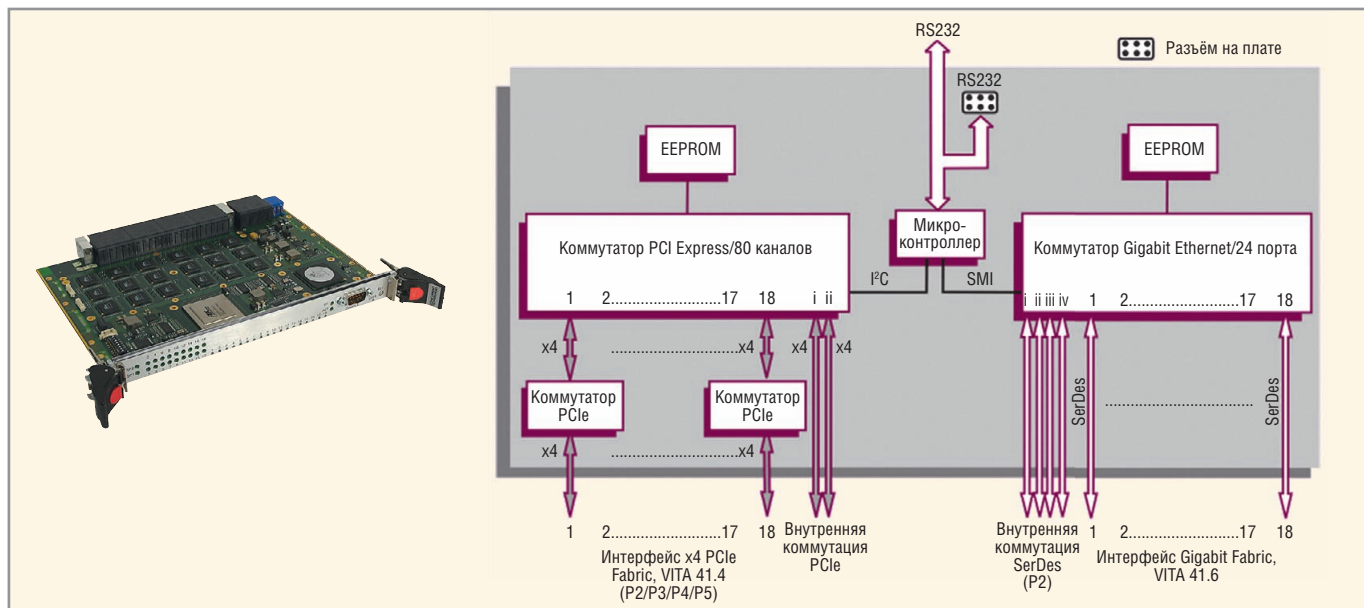 RS232
Разъём на плате
RS232
EEPROM
EEPROM
Коммутатор PCI Express/80 каналов
Микро-
контроллер
Коммутатор Gigabit Ethernet/24 порта
I²C
SMI
1 2........................17 18 i ii
i ii iii iv 1 2........................17 18
x4 ........................x4 x4 x4
Коммутатор
PCIe
Коммутатор
PCIe
SerDes
........................
SerDes
x4 ........................x4
1 2........................17 18
Внутренняя
коммутация
PCIe
Интерфейс x4 PCIe
Fabric, VITA 41.4
(P2/P3/P4/P5)
Внутренняя
коммутация
SerDes
(P2)
1 2........................17 18
Интерфейс Gigabit Fabric,
VITA 41.6